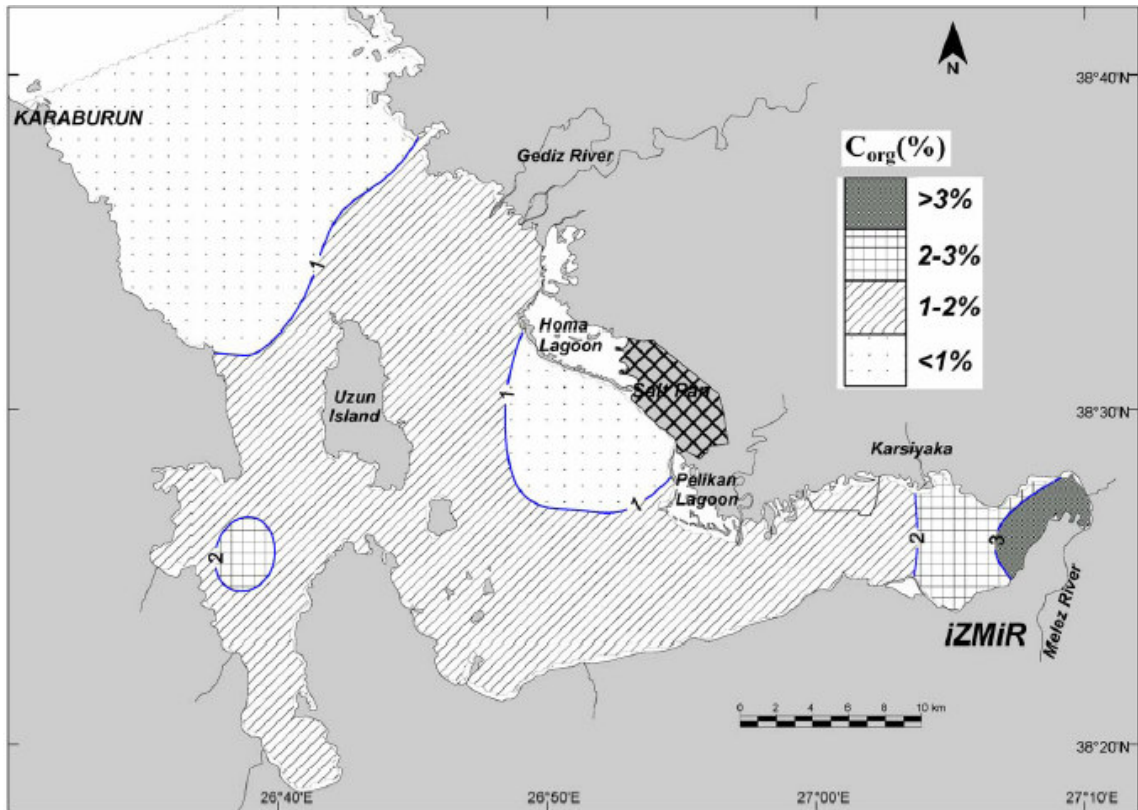 38°40'N
KARABURUN
N
Gediz River
C_org(%)
>3%
2-3%
1-2%
<1%
1
Homa
Lagoon
Salt Pan
1
Uzun
Island
38°30'N
Karsiyaka
Pelikan
Lagoon
1
2
2
3
iZMiR
Melez River
0 2 4 6 8 10 km
38°20'N
26°40'E
26°50'E
27°00'E
27°10'E